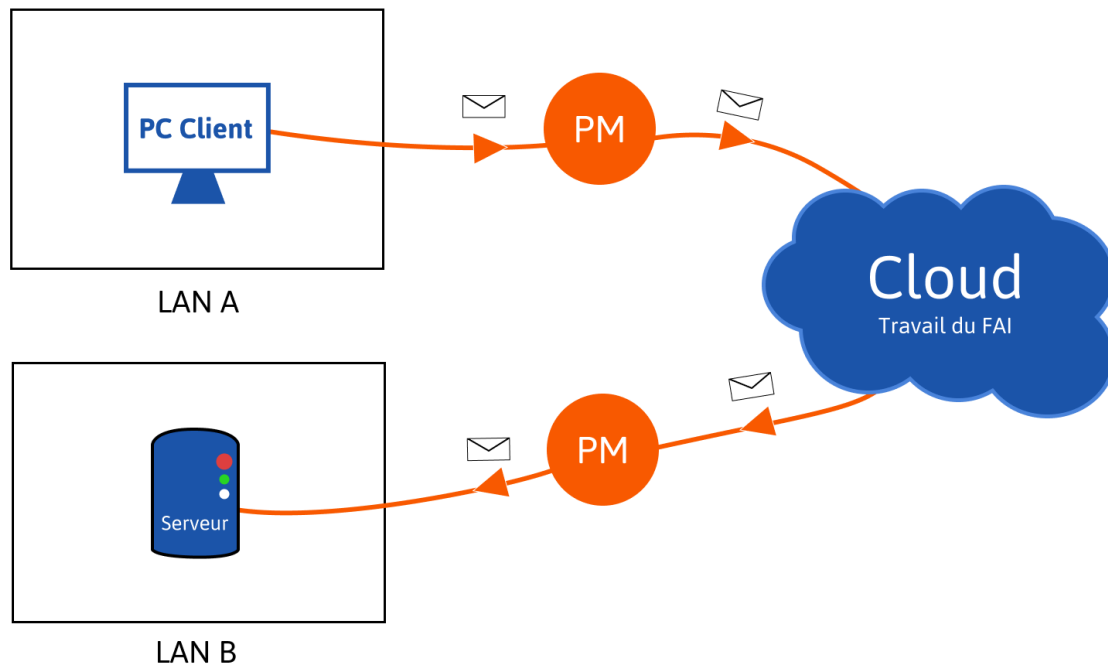 PC Client
PM
LAN A
Cloud
Travail du FAI
PM
Serveur
LAN B